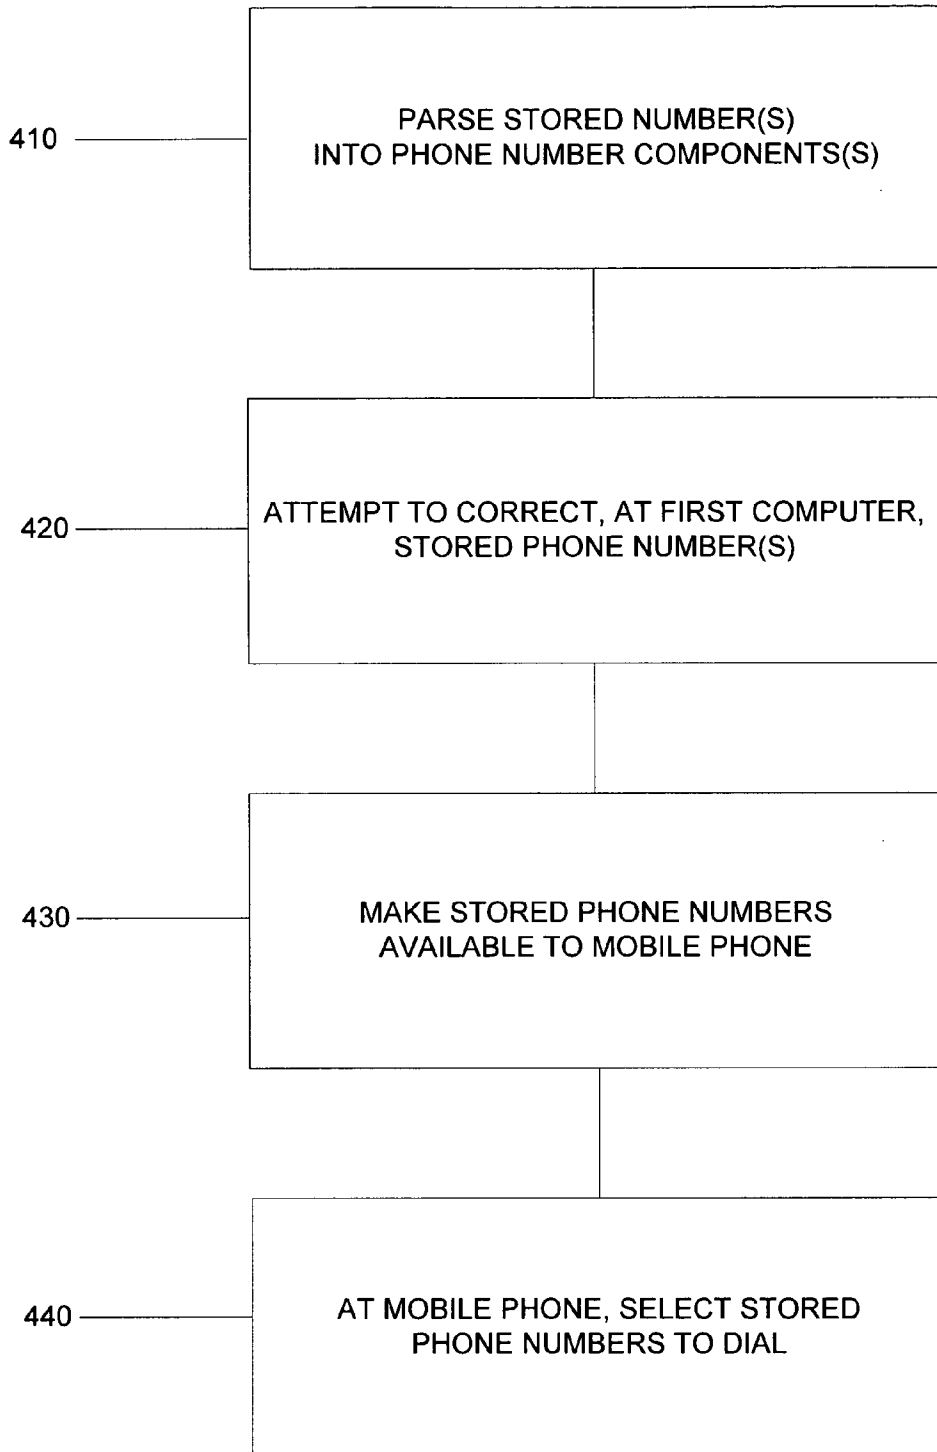 410
PARSE STORED NUMBER(S)
INTO PHONE NUMBER COMPONENTS(S)
420
ATTEMPT TO CORRECT, AT FIRST COMPUTER,
STORED PHONE NUMBER(S)
430
MAKE STORED PHONE NUMBERS
AVAILABLE TO MOBILE PHONE
440
AT MOBILE PHONE, SELECT STORED
PHONE NUMBERS TO DIAL